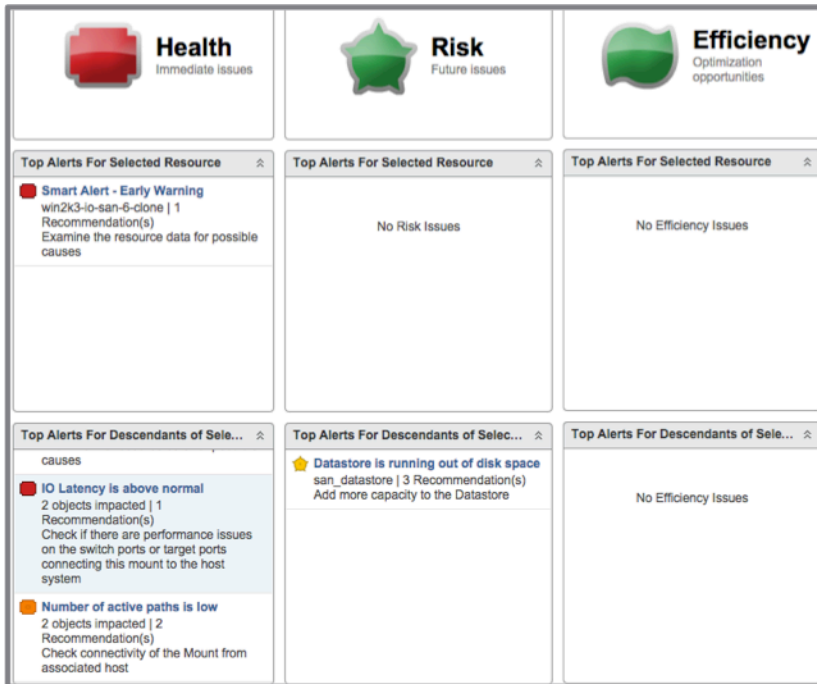 Health
Immediate issues
Risk
Future issues
Efficiency
Optimization
opportunities
Top Alerts For Selected Resource
Smart Alert - Early Warning
win2k3-io-san-6-clone | 1
Recommendation(s)
Examine the resource data for possible
causes
Top Alerts For Selected Resource
No Risk Issues
Top Alerts For Selected Resource
No Efficiency Issues
Top Alerts For Descendants of Sele...
causes
IO Latency is above normal
2 objects impacted | 1
Recommendation(s)
Check if there are performance issues
on the switch ports or target ports
connecting this mount to the host
system
Number of active paths is low
2 objects impacted | 2
Recommendation(s)
Check connectivity of the Mount from
associated host
Top Alerts For Descendants of Selec...
Datastore is running out of disk space
san_datastore | 3 Recommendation(s)
Add more capacity to the Datastore
Top Alerts For Descendants of Sele...
No Efficiency Issues